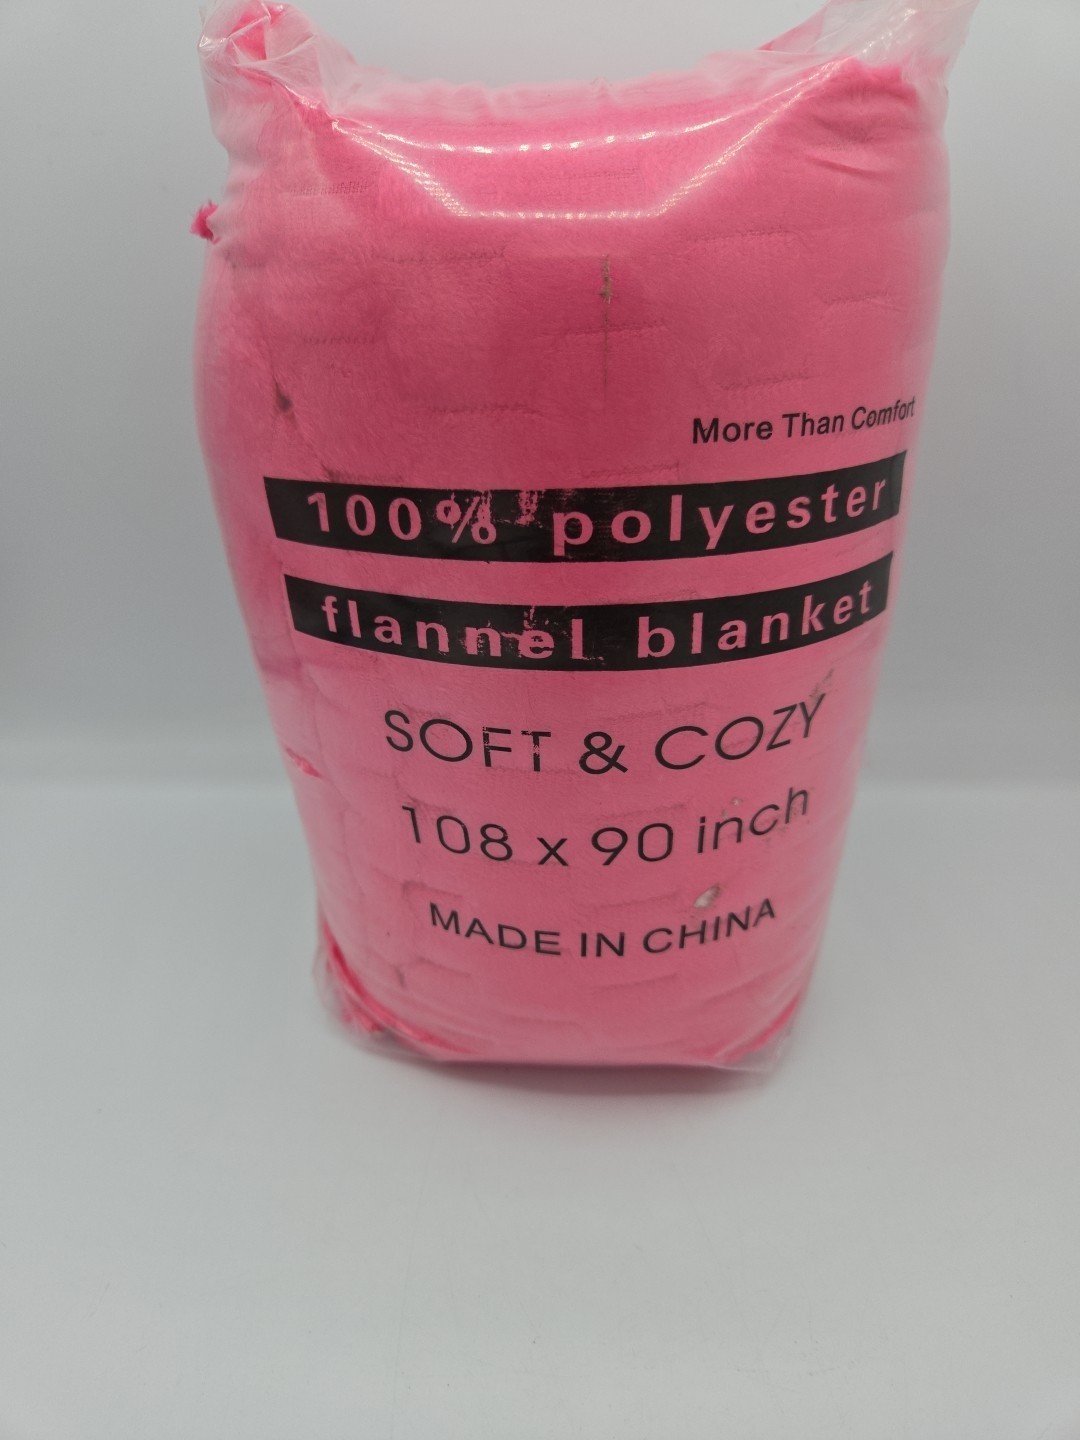 More Than Comfort
100% polyester
flannel blanket
SOFT & COZY
108 x 90 inch
MADE IN CHINA